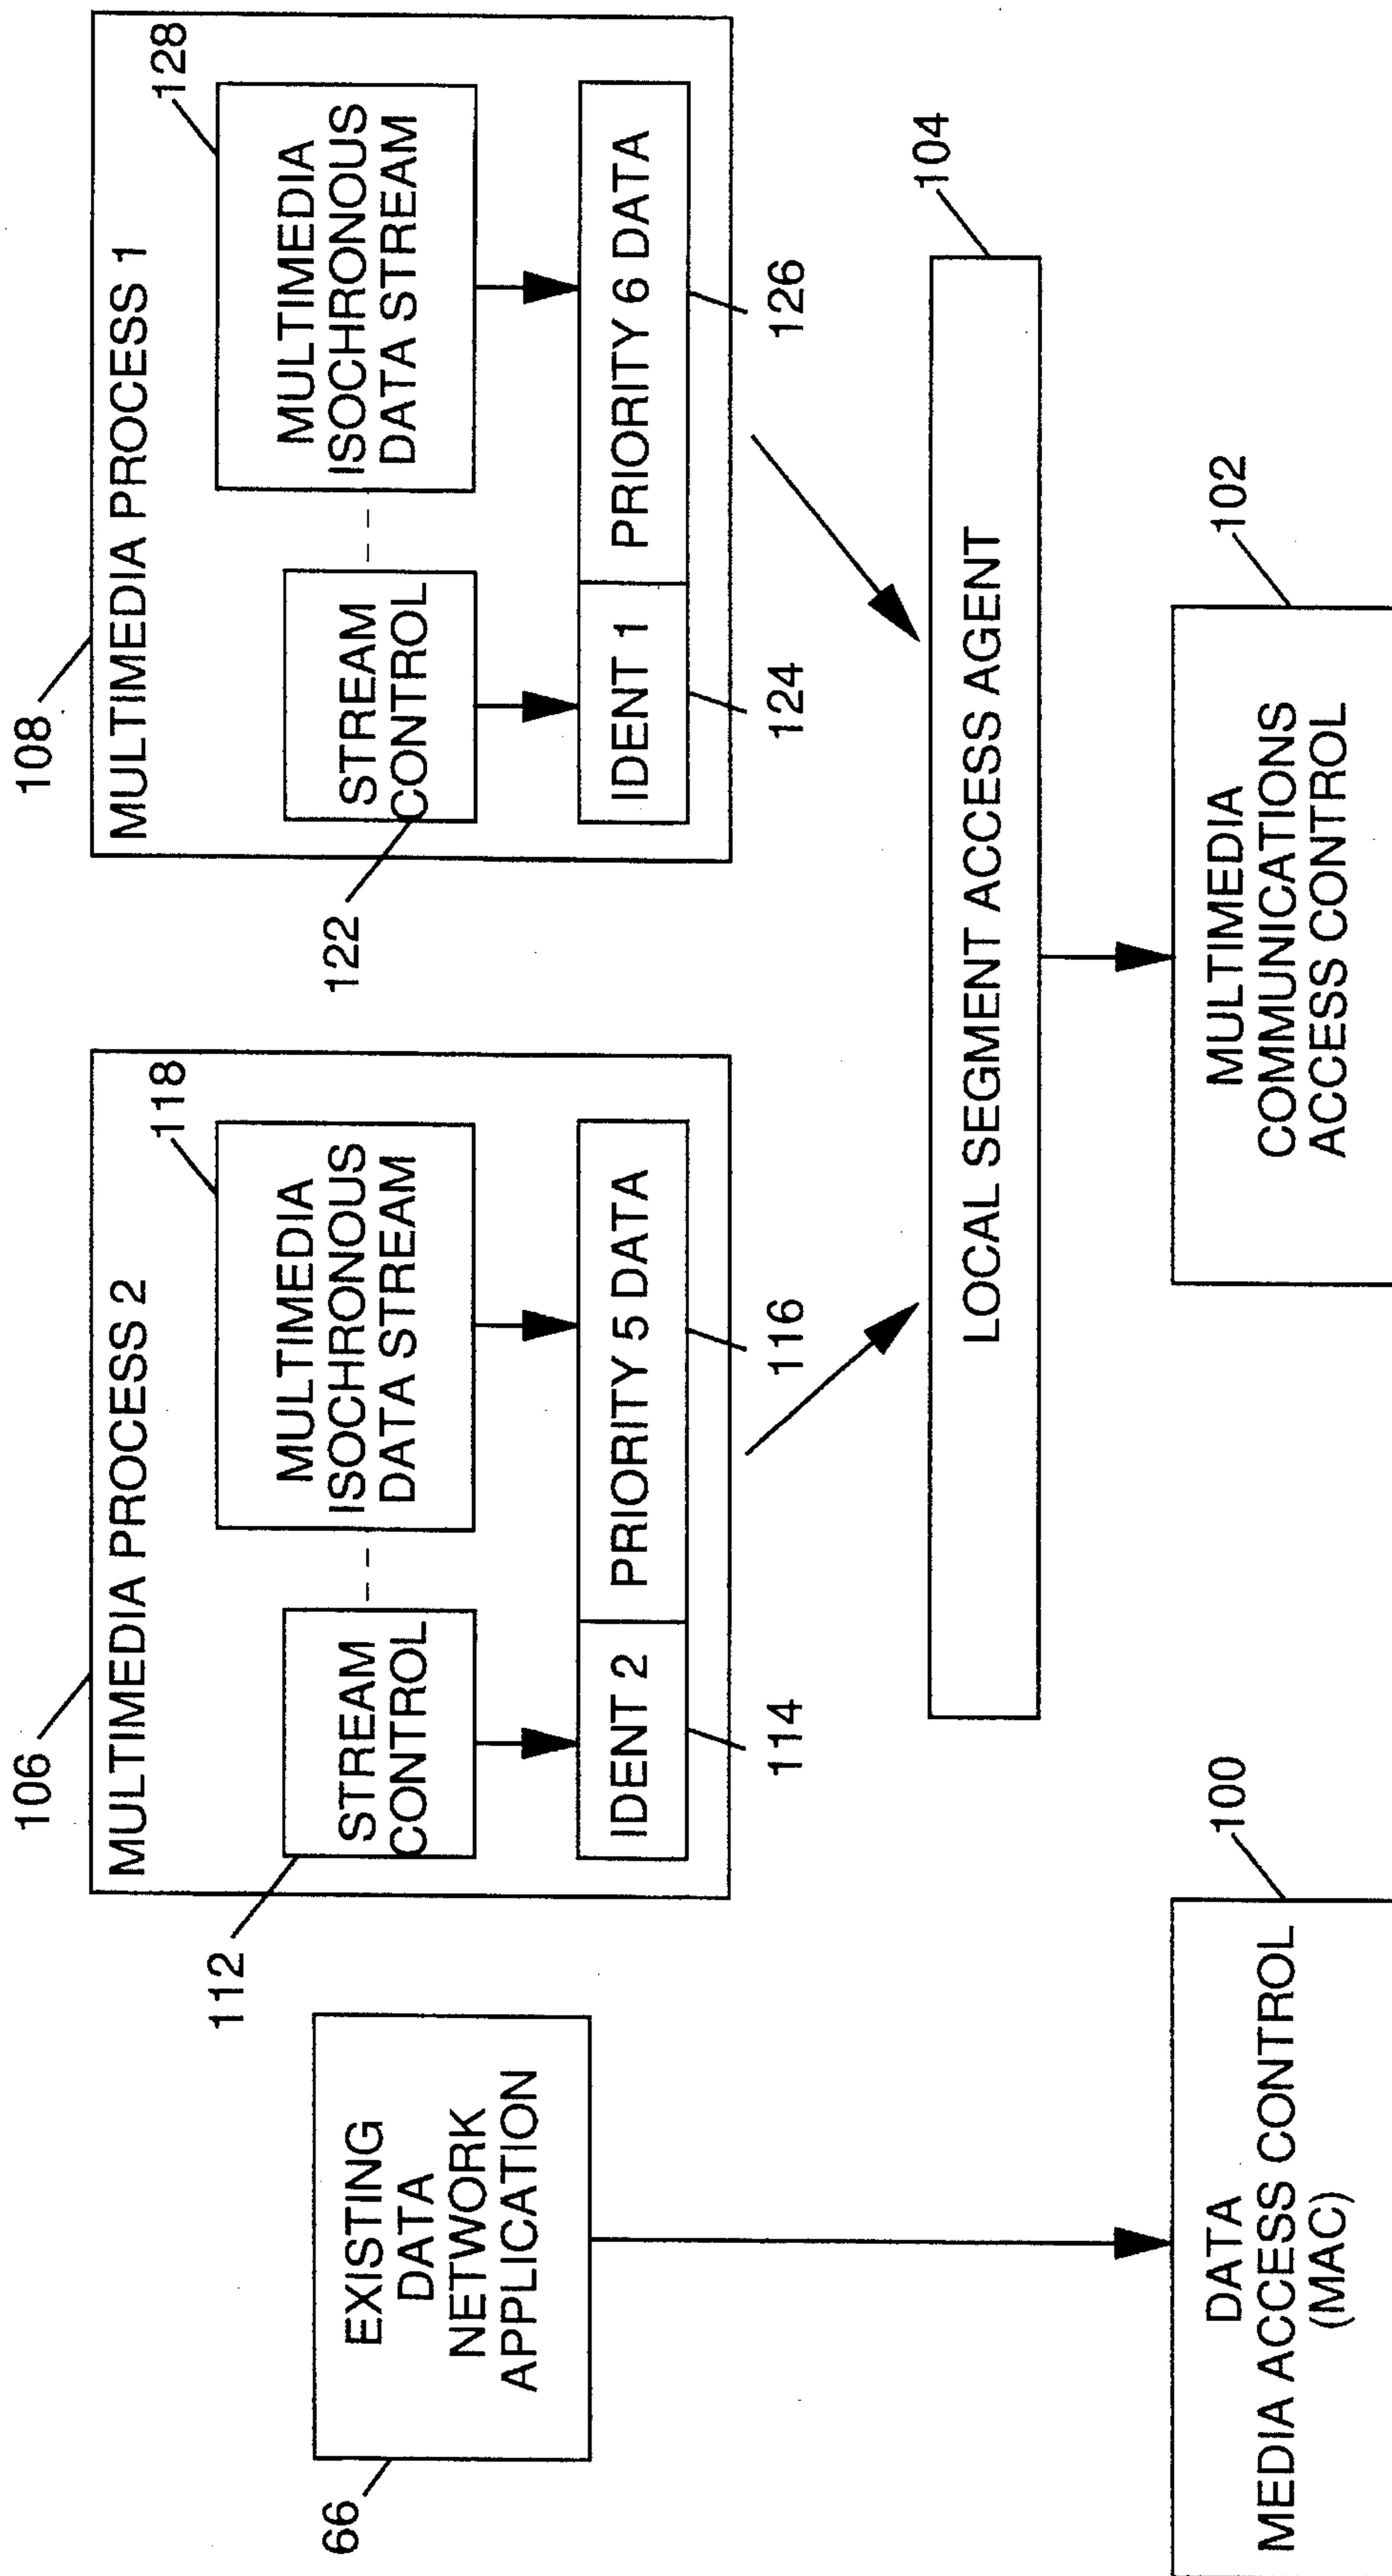 106
108
MULTIMEDIA PROCESS 2
MULTIMEDIA PROCESS 1
118
128
112
122
66
EXISTING
DATA
NETWORK
APPLICATION
STREAM
CONTROL
MULTIMEDIA
ISOCHRONOUS
DATA STREAM
STREAM
CONTROL
MULTIMEDIA
ISOCHRONOUS
DATA STREAM
IDENT 2
PRIORITY 5 DATA
IDENT 1
PRIORITY 6 DATA
114
116
124
126
104
LOCAL SEGMENT ACCESS AGENT
100
102
DATA
MEDIA ACCESS CONTROL
(MAC)
MULTIMEDIA
COMMUNICATIONS
ACCESS CONTROL